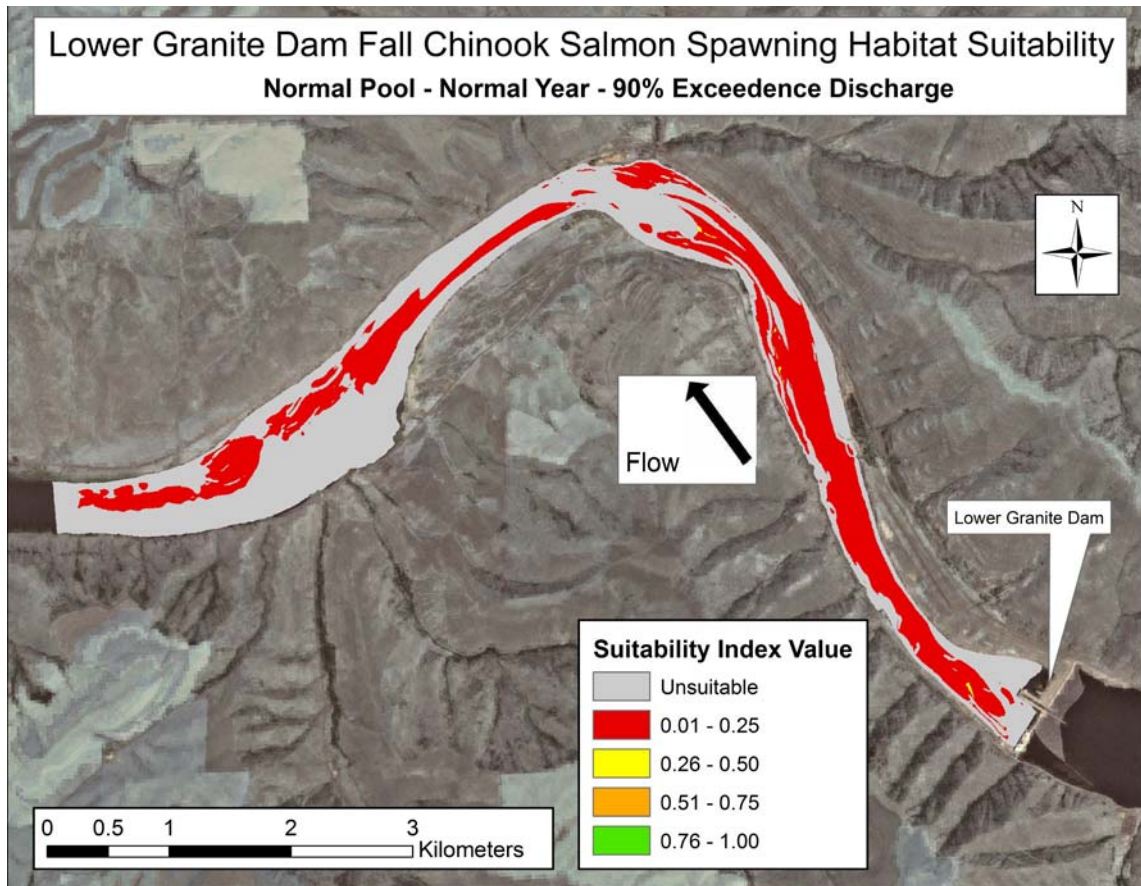 Lower Granite Dam Fall Chinook Salmon Spawning Habitat Suitability
Normal Pool - Normal Year - 90% Exceedence Discharge
N
Flow
Lower Granite Dam
Suitability Index Value
Unsuitable
0.01 - 0.25
0.26 - 0.50
0.51 - 0.75
0.76 - 1.00
0 0.5 1 2 3
Kilometers